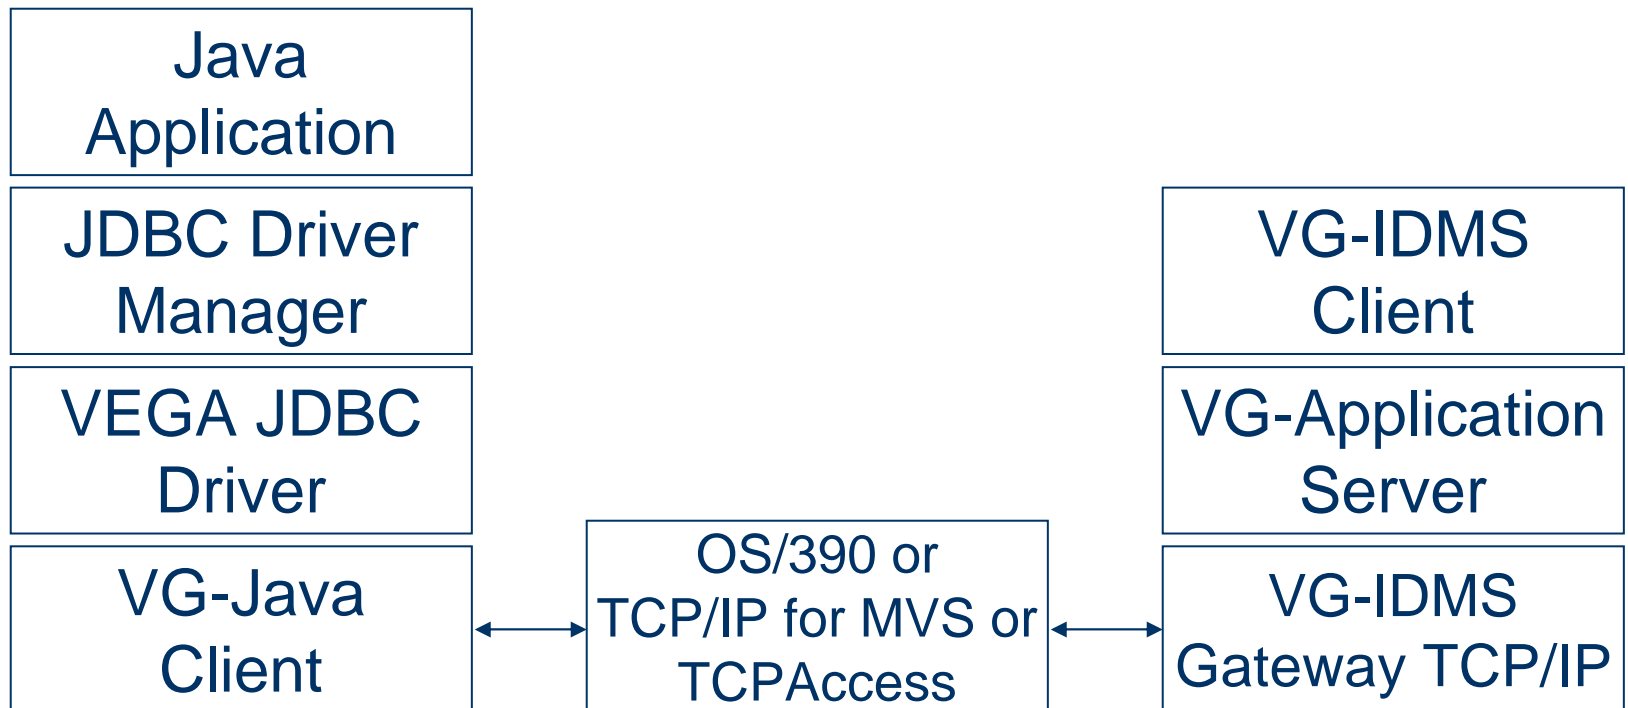 Java
Application
JDBC Driver
Manager
VEGA JDBC
Driver
VG-Java
Client
OS/390 or
TCP/IP for MVS or
TCPAccess
VG-IDMS
Client
VG-Application
Server
VG-IDMS
Gateway TCP/IP